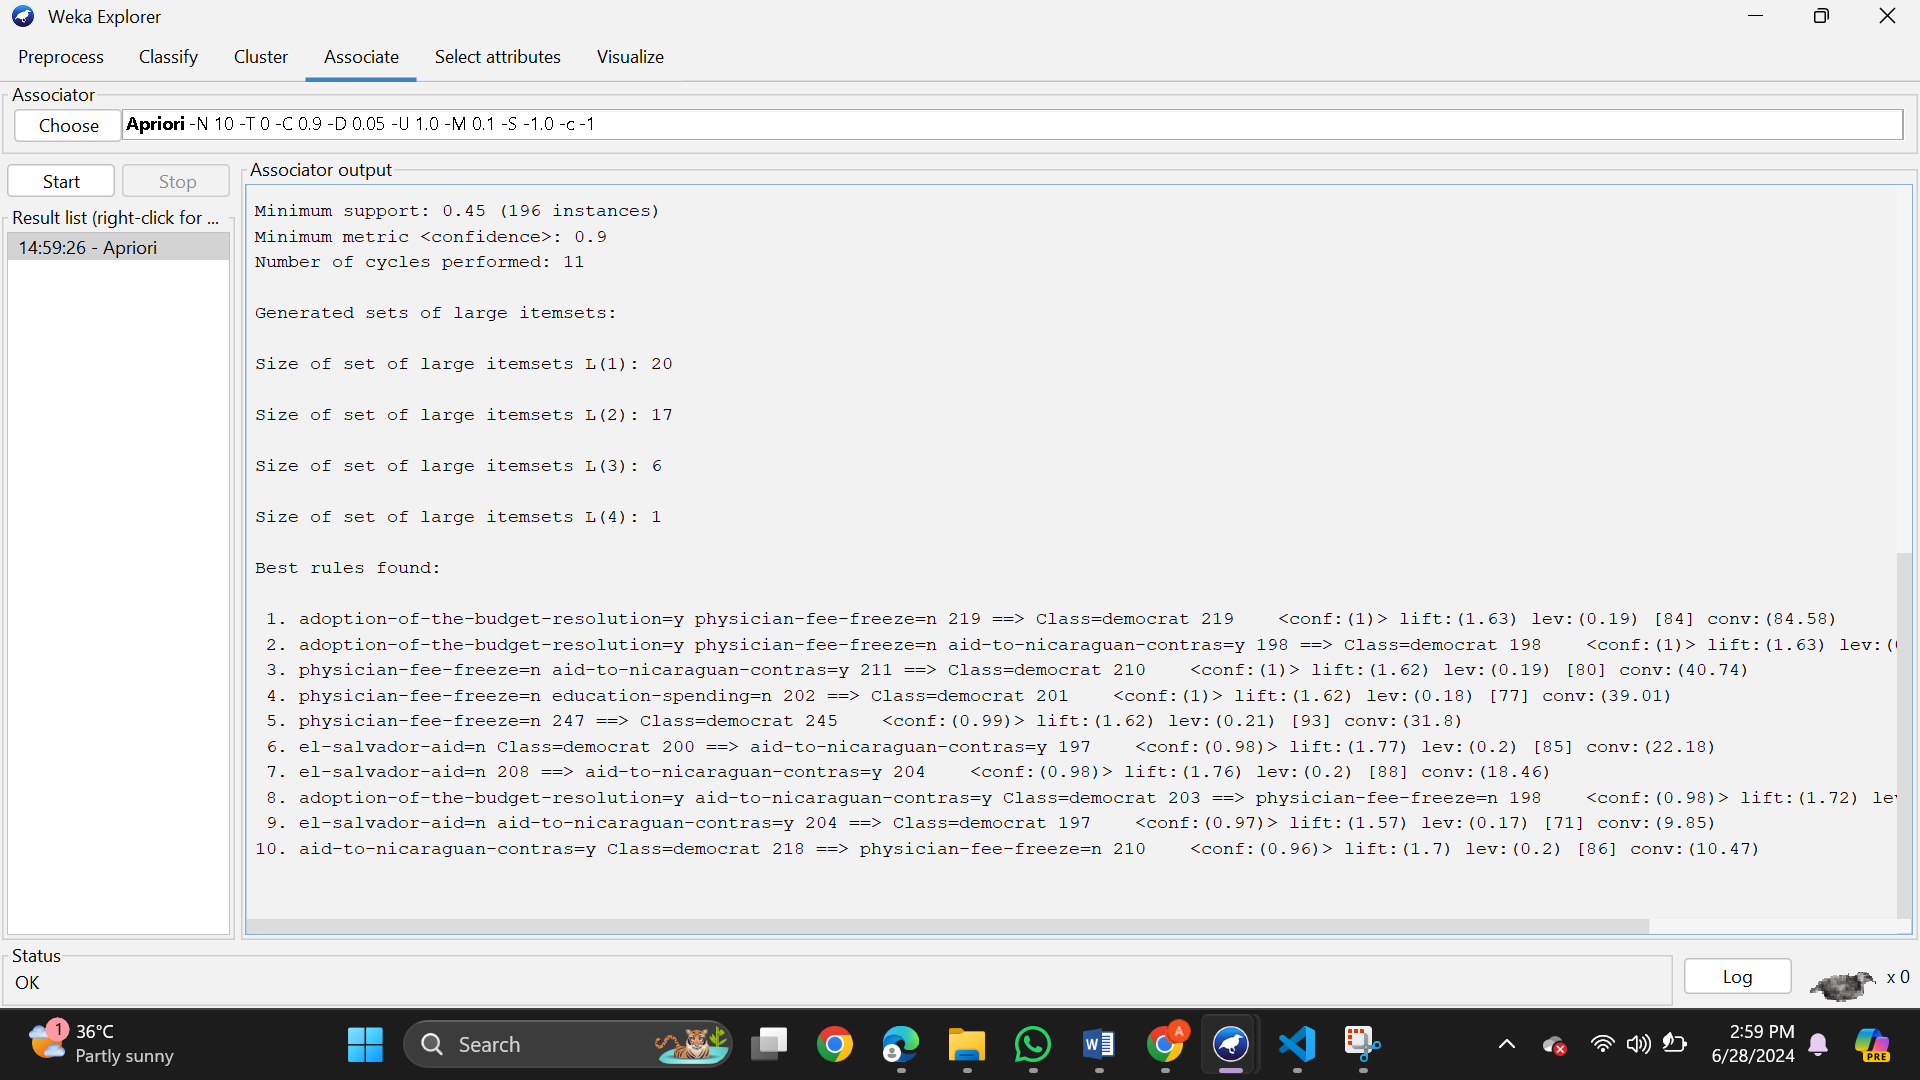 Weka Explorer
Preprocess Classify Cluster Associate Select attributes Visualize
Associator
Choose Apriori -N 10 -T 0 -C 0.9 -D 0.05 -U 1.0 -M 0.1 -S -1.0 -c -1
Start Stop
Result list (right-click for ...
14:59:26 - Apriori
Associator output
Minimum support: 0.45 (196 instances)
Minimum metric <confidence>: 0.9
Number of cycles performed: 11
Generated sets of large itemsets:
Size of set of large itemsets L(1): 20
Size of set of large itemsets L(2): 17
Size of set of large itemsets L(3): 6
Size of set of large itemsets L(4): 1
Best rules found:
1. adoption-of-the-budget-resolution=y physician-fee-freeze=n 219 ==> Class=democrat 219 <conf:(1)> lift:(1.63) lev:(0.19) [84] conv:(84.58)
2. adoption-of-the-budget-resolution=y physician-fee-freeze=n aid-to-nicaraguan-contras=y 198 ==> Class=democrat 198 <conf:(1)> lift:(1.63) lev:(
3. physician-fee-freeze=n aid-to-nicaraguan-contras=y 211 ==> Class=democrat 210 <conf:(1)> lift:(1.62) lev:(0.19) [80] conv:(40.74)
4. physician-fee-freeze=n education-spending=n 202 ==> Class=democrat 201 <conf:(1)> lift:(1.62) lev:(0.18) [77] conv:(39.01)
5. physician-fee-freeze=n 247 ==> Class=democrat 245 <conf:(0.99)> lift:(1.62) lev:(0.21) [93] conv:(31.8)
6. el-salvador-aid=n Class=democrat 200 ==> aid-to-nicaraguan-contras=y 197 <conf:(0.98)> lift:(1.77) lev:(0.2) [85] conv:(22.18)
7. el-salvador-aid=n 208 ==> aid-to-nicaraguan-contras=y 204 <conf:(0.98)> lift:(1.76) lev:(0.2) [88] conv:(18.46)
8. adoption-of-the-budget-resolution=y aid-to-nicaraguan-contras=y Class=democrat 203 ==> physician-fee-freeze=n 198 <conf:(0.98)> lift:(1.72) lev
9. el-salvador-aid=n aid-to-nicaraguan-contras=y 204 ==> Class=democrat 197 <conf:(0.97)> lift:(1.57) lev:(0.17) [71] conv:(9.85)
10. aid-to-nicaraguan-contras=y Class=democrat 218 ==> physician-fee-freeze=n 210 <conf:(0.96)> lift:(1.7) lev:(0.2) [86] conv:(10.47)
Status
OK
Log
x 0
1
36°C
Partly sunny
Search
W
A
2:59 PM
6/28/2024
PRE